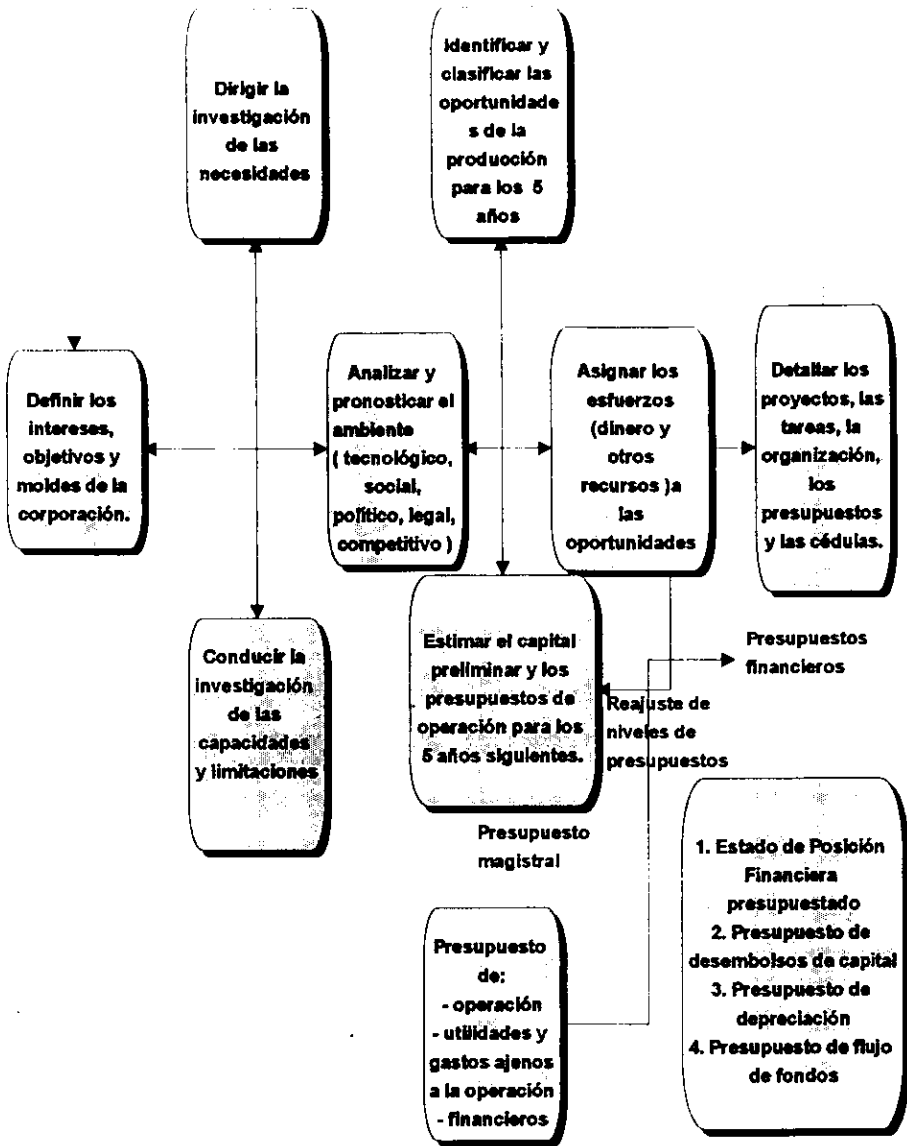 Dirigir la
investigación
de las
necesidades
Identificar y
clasificar las
oportunidade
s de la
producción
para los 5
años
Definir los
intereses,
objetivos y
moldes de la
corporación.
Analizar y
pronosticar el
ambiente
( tecnológico,
social,
político, legal,
competitivo )
Asignar los
esfuerzos
(dinero y
otros
recursos )a
las
oportunidades
Detallar los
proyectos, las
tareas, la
organización,
los
presupuestos
y las cédulas.
Conducir la
investigación
de las
capacidades
y limitaciones
Estimar el capital
preliminar y los
presupuestos de
operación para los
5 años siguientes.
Presupuestos
financieros
Reajuste de
niveles de
presupuestos
Presupuesto
magistral
Presupuesto
de:
- operación
- utilidades y
gastos ajenos
a la operación
- financieros
1. Estado de Posición
Financiera
presupuestado
2. Presupuesto de
desembolsos de capital
3. Presupuesto de
depreciación
4. Presupuesto de flujo
de fondos